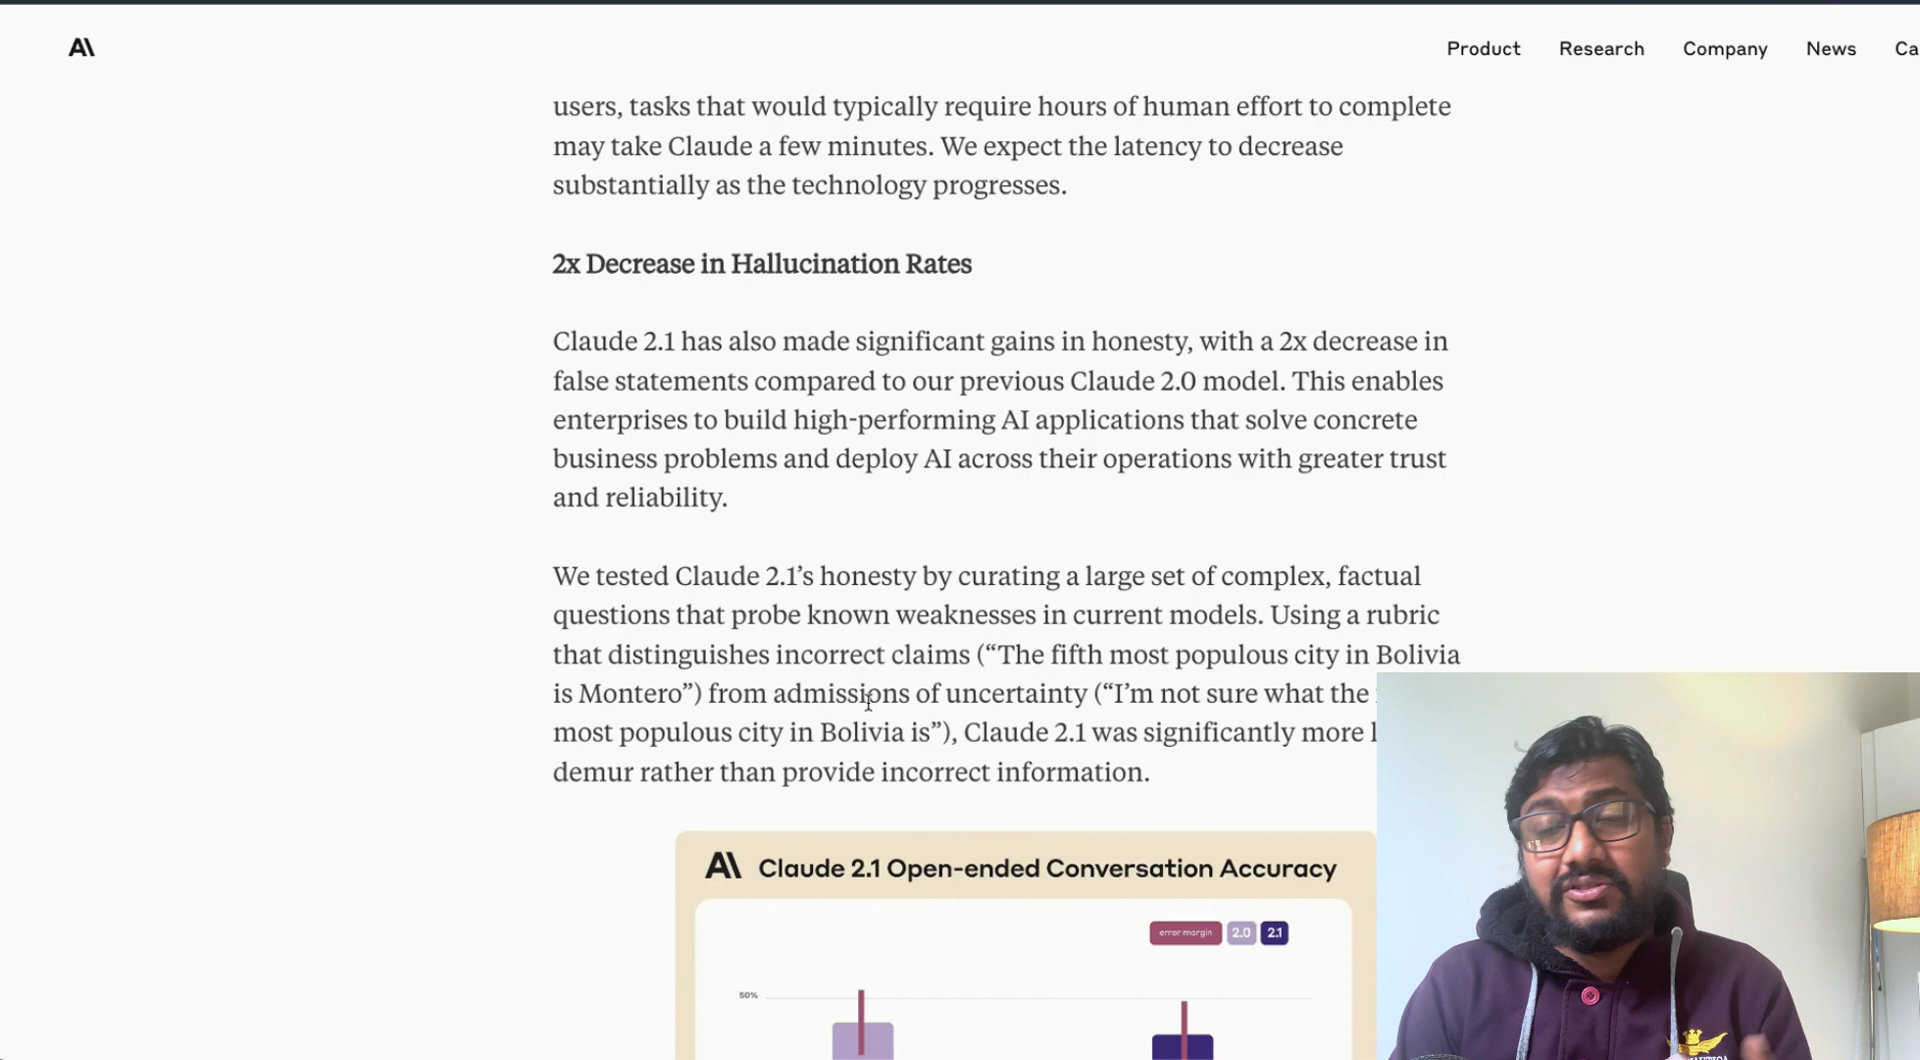 A\
Product Research Company News Ca
users, tasks that would typically require hours of human effort to complete
may take Claude a few minutes. We expect the latency to decrease
substantially as the technology progresses.
2x Decrease in Hallucination Rates
Claude 2.1 has also made significant gains in honesty, with a 2x decrease in
false statements compared to our previous Claude 2.0 model. This enables
enterprises to build high-performing AI applications that solve concrete
business problems and deploy AI across their operations with greater trust
and reliability.
We tested Claude 2.1’s honesty by curating a large set of complex, factual
questions that probe known weaknesses in current models. Using a rubric
that distinguishes incorrect claims (“The fifth most populous city in Bolivia
is Montero”) from admissions of uncertainty (“I’m not sure what the
most populous city in Bolivia is”), Claude 2.1 was significantly more
demur rather than provide incorrect information.
A\ Claude 2.1 Open-ended Conversation Accuracy
error margin 2.0 2.1
50%